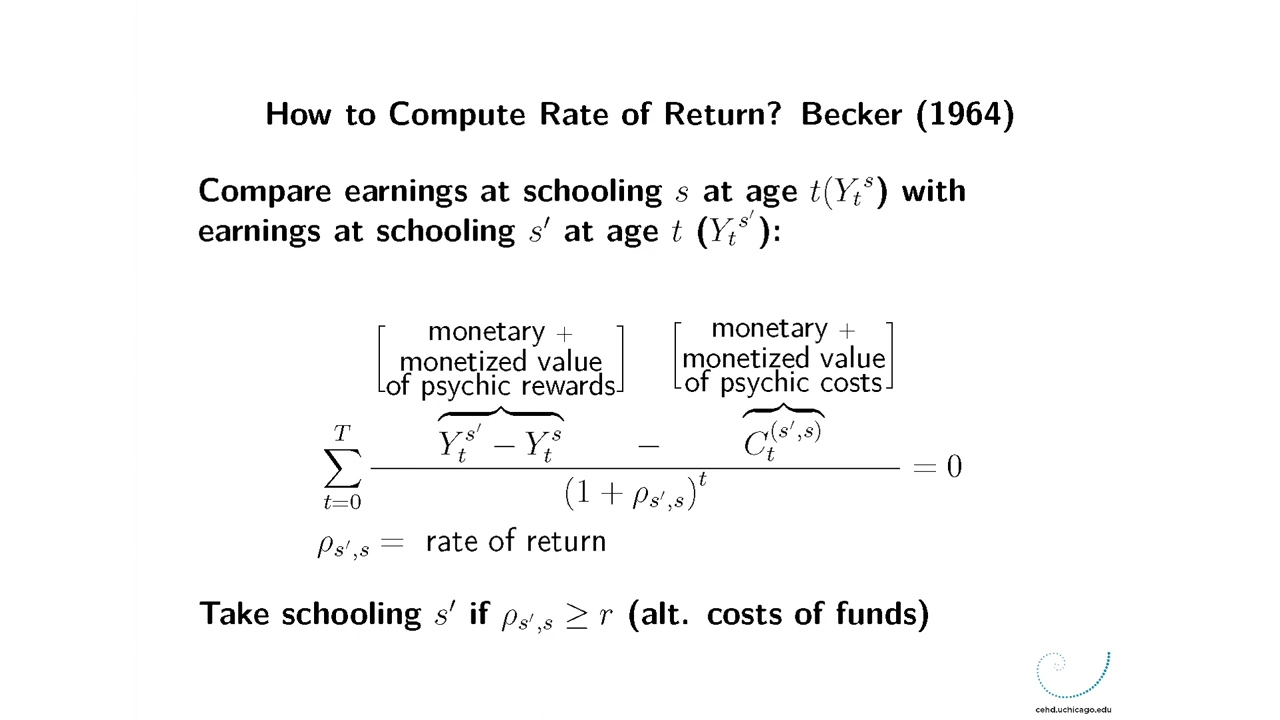 How to Compute Rate of Return? Becker (1964)
Compare earnings at schooling s at age t(Y_t^s) with
earnings at schooling s′ at age t (Y_t^{s′}):
[monetary + [monetary +
monetized value monetized value
of psychic rewards] of psychic costs]
∑_{t=0}^{T} (Y_t^{s′} − Y_t^s − C_t^{(s′,s)}) / (1 + ρ_{s′,s})^t = 0
ρ_{s′,s} = rate of return
Take schooling s′ if ρ_{s′,s} ≥ r (alt. costs of funds)
cehd.uchicago.edu